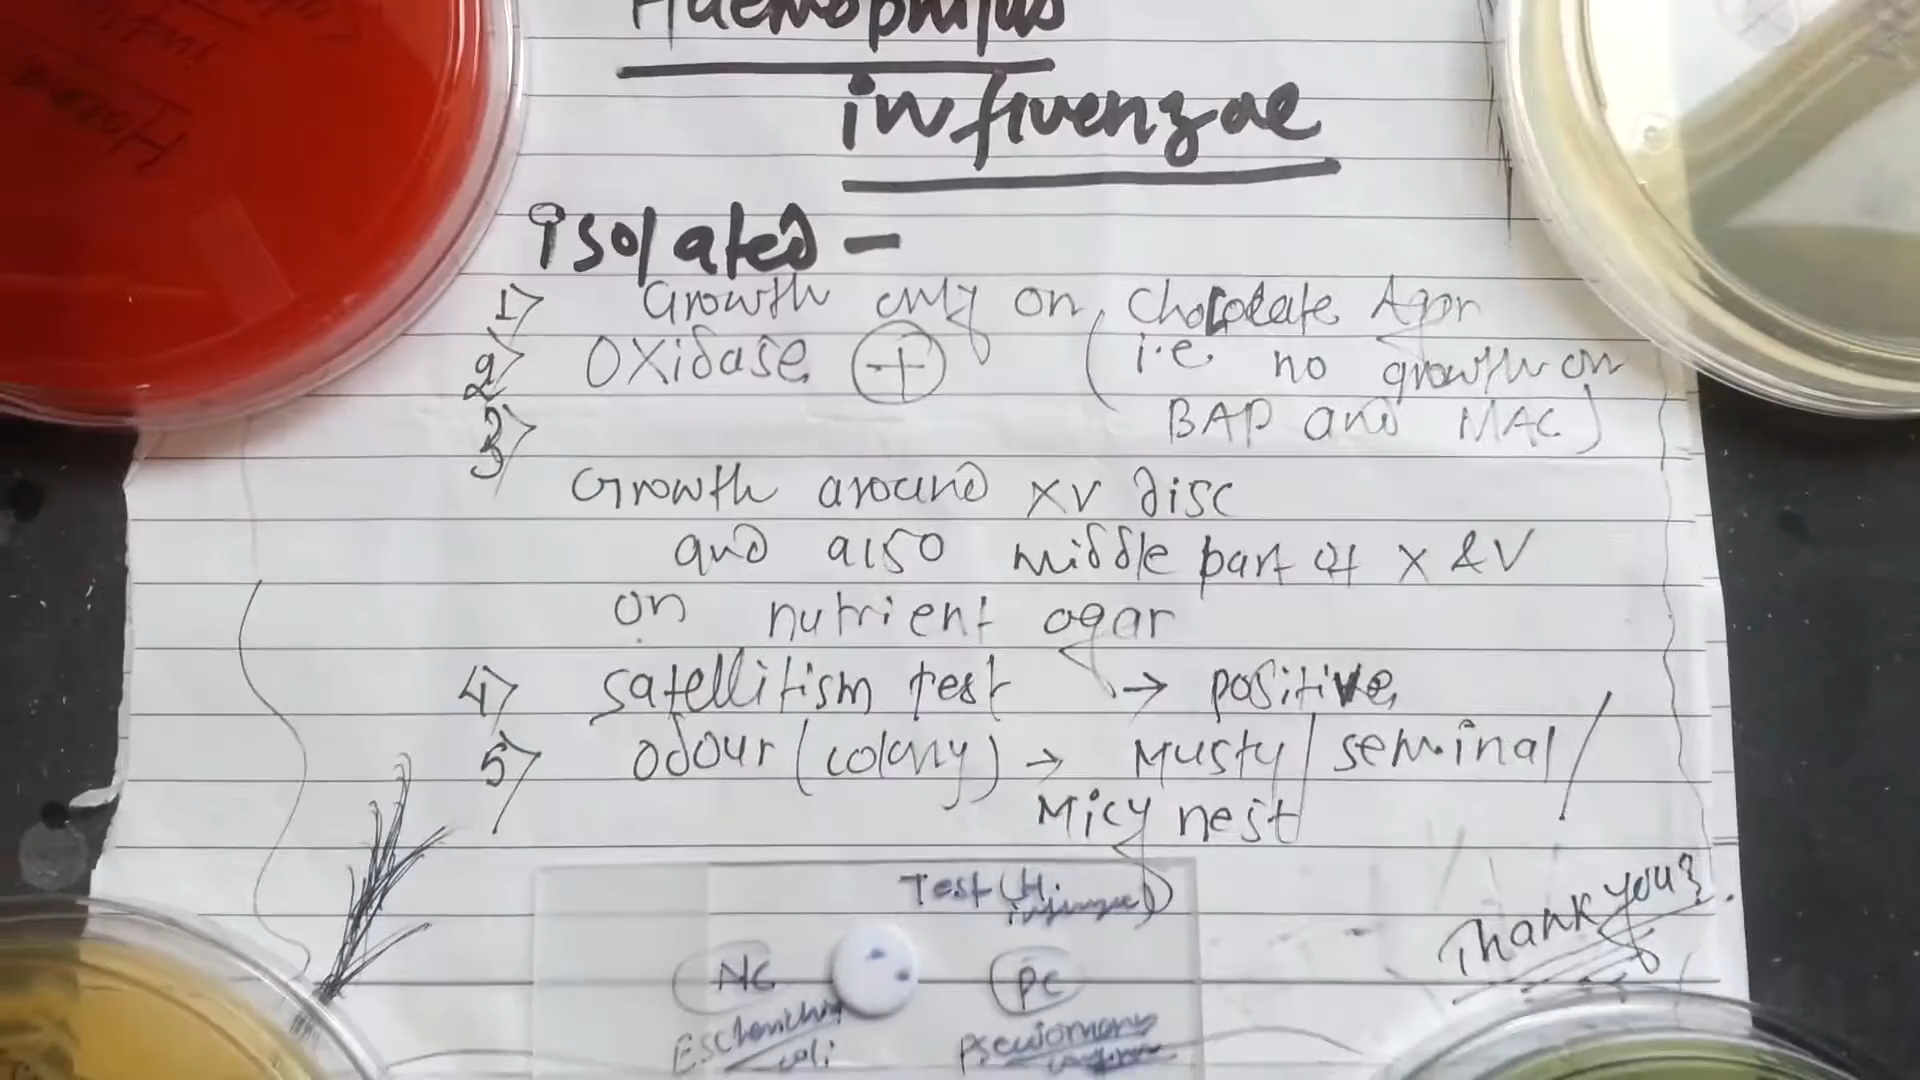 Haemophilus
influenzae
isolated -
1> Growth only on Chocolate Agar
2> Oxidase + (i.e no growth on
BAP and MAC)
3>
Growth around XV disc
and also middle part of X & V
on nutrient agar
4> satellitism test → positive
5> odour (colony) → Musty/seminal/
Micy nest
Thank you?.
Test (H.
influenzae)
NC PC
Escherichia Pseudomonas
coli